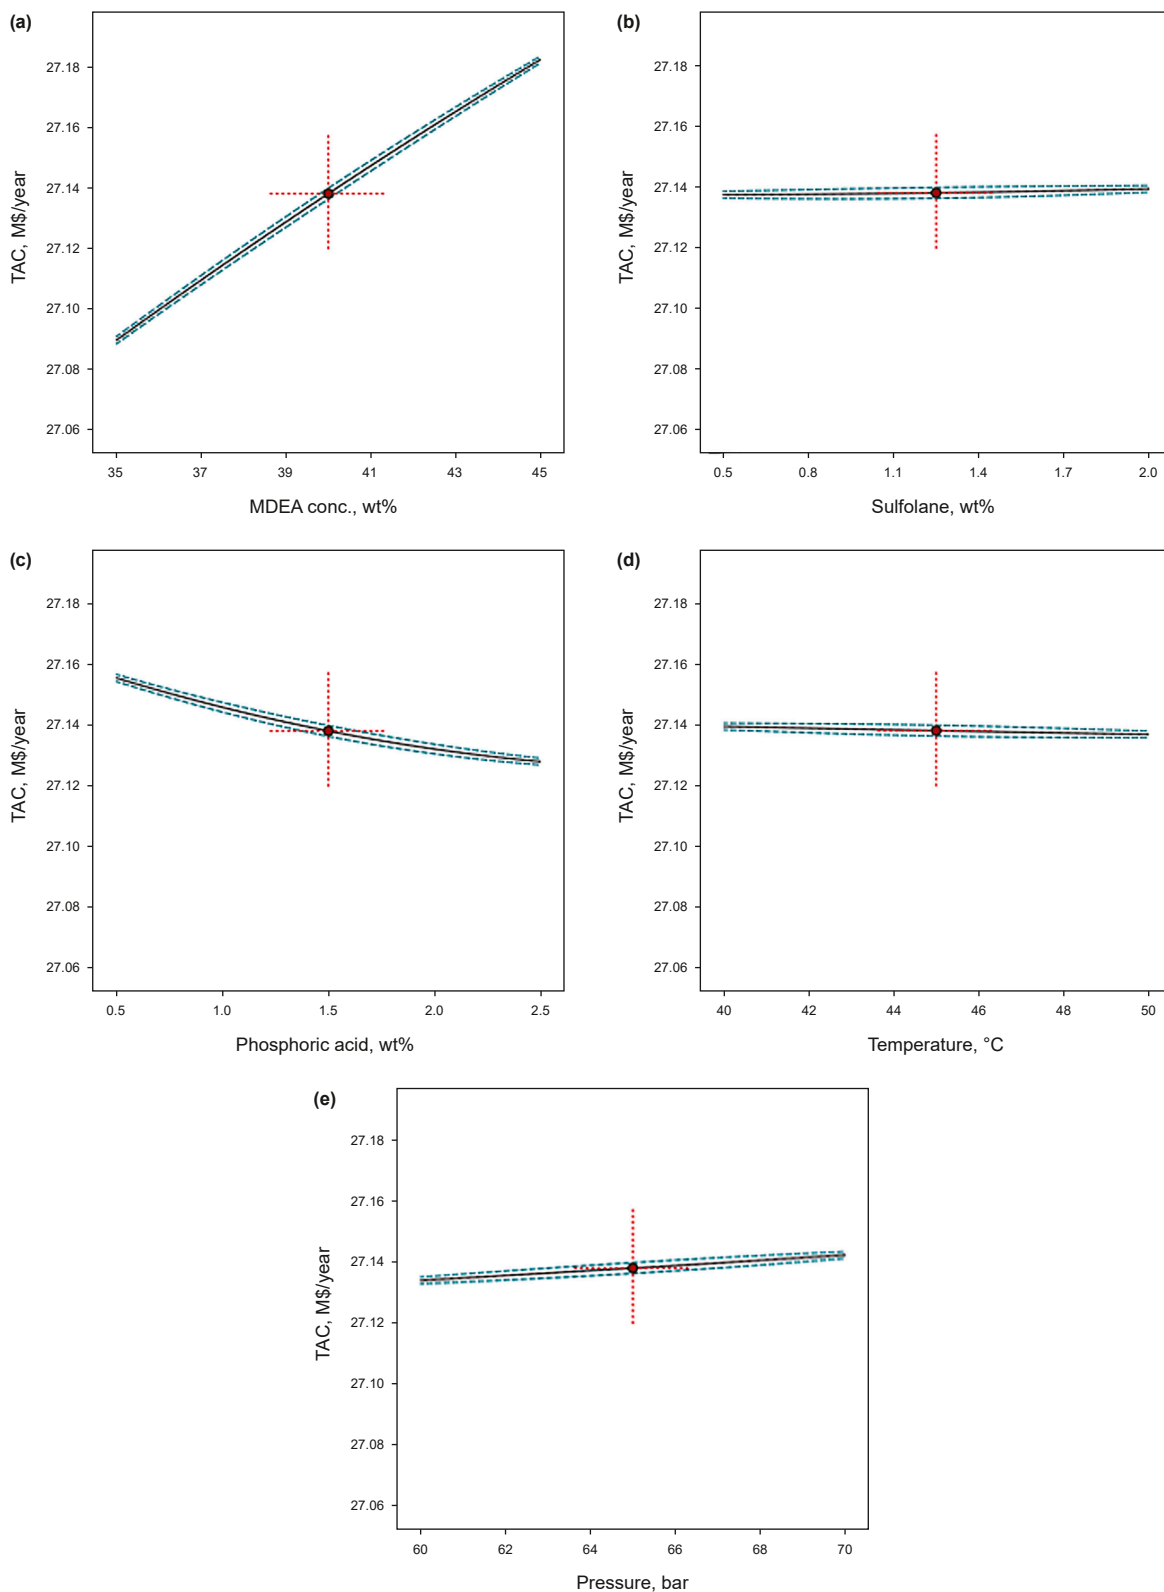 (a)
27.18
27.16
27.14
27.12
27.10
27.08
27.06
TAC, M$/year
35 37 39 41 43 45
MDEA conc., wt%
(b)
27.18
27.16
27.14
27.12
27.10
27.08
27.06
TAC, M$/year
0.5 0.8 1.1 1.4 1.7 2.0
Sulfolane, wt%
(c)
27.18
27.16
27.14
27.12
27.10
27.08
27.06
TAC, M$/year
0.5 1.0 1.5 2.0 2.5
Phosphoric acid, wt%
(d)
27.18
27.16
27.14
27.12
27.10
27.08
27.06
TAC, M$/year
40 42 44 46 48 50
Temperature, °C
(e)
27.18
27.16
27.14
27.12
27.10
27.08
27.06
TAC, M$/year
60 62 64 66 68 70
Pressure, bar